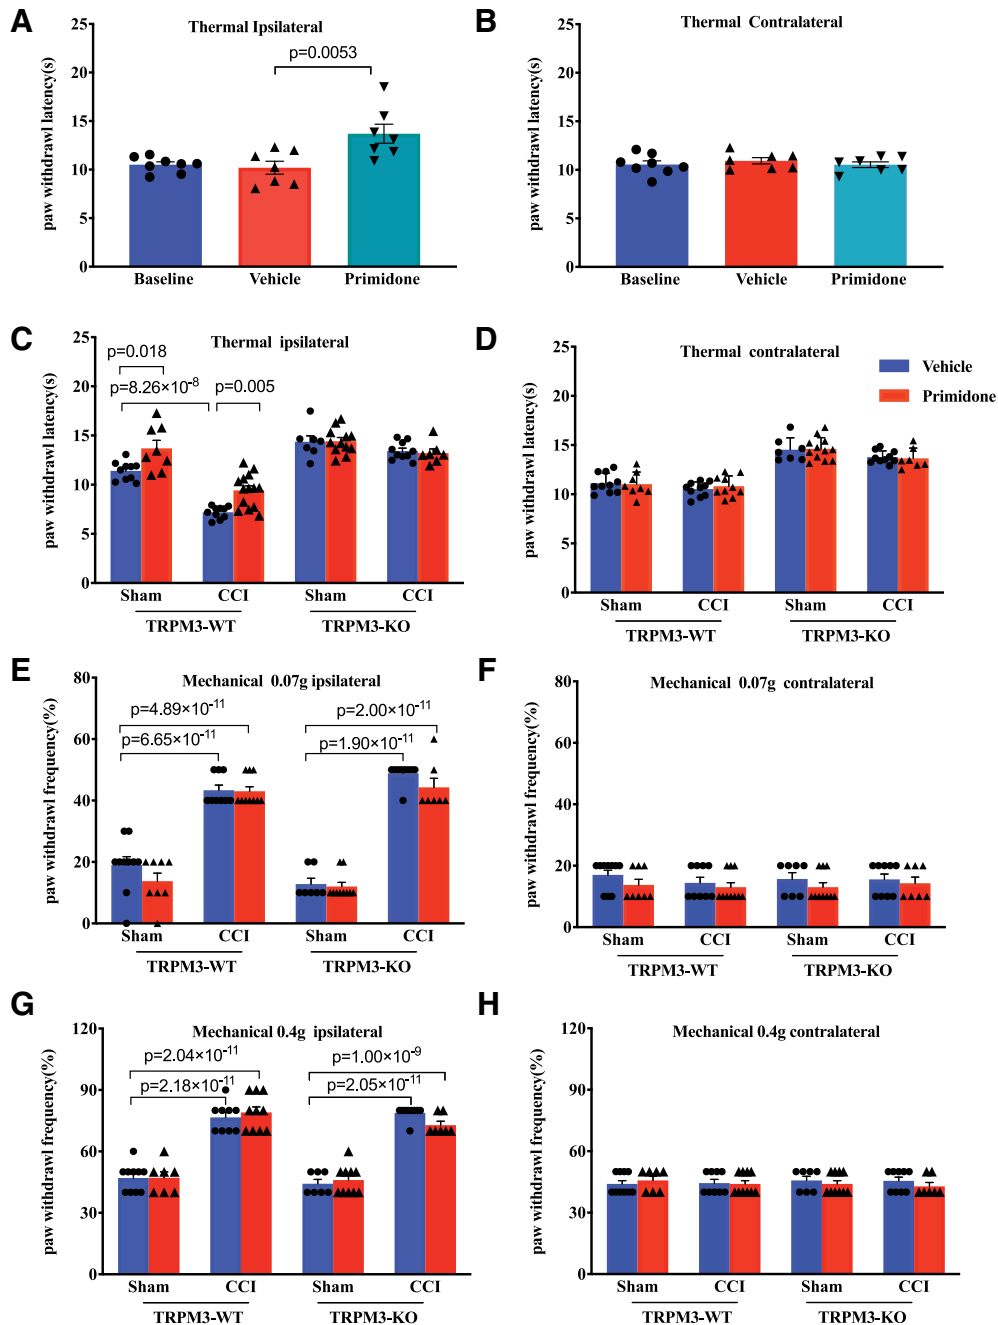 A
Thermal Ipsilateral
p=0.0053
paw withdrawl latency(s)
25
20
15
10
5
0
Baseline
Vehicle
Primidone
B
Thermal Contralateral
paw withdrawl latency(s)
25
20
15
10
5
0
Baseline
Vehicle
Primidone
C
Thermal ipsilateral
p=0.018
p=8.26×10⁻⁸
p=0.005
paw withdrawl latency(s)
25
20
15
10
5
0
Sham
CCI
Sham
CCI
TRPM3-WT
TRPM3-KO
D
Thermal contralateral
Vehicle
Primidone
paw withdrawl latency(s)
25
20
15
10
5
0
Sham
CCI
Sham
CCI
TRPM3-WT
TRPM3-KO
E
Mechanical 0.07g ipsilateral
p=4.89×10⁻¹¹
p=6.65×10⁻¹¹
p=2.00×10⁻¹¹
p=1.90×10⁻¹¹
paw withdrawl frequency(%)
80
60
40
20
0
Sham
CCI
Sham
CCI
TRPM3-WT
TRPM3-KO
F
Mechanical 0.07g contralateral
paw withdrawl frequency(%)
80
60
40
20
0
Sham
CCI
Sham
CCI
TRPM3-WT
TRPM3-KO
G
Mechanical 0.4g ipsilateral
p=2.04×10⁻¹¹
p=2.18×10⁻¹¹
p=1.00×10⁻⁹
p=2.05×10⁻¹¹
paw withdrawl frequency(%)
120
90
60
30
0
Sham
CCI
Sham
CCI
TRPM3-WT
TRPM3-KO
H
Mechanical 0.4g contralateral
paw withdrawl frequency(%)
120
90
60
30
0
Sham
CCI
Sham
CCI
TRPM3-WT
TRPM3-KO